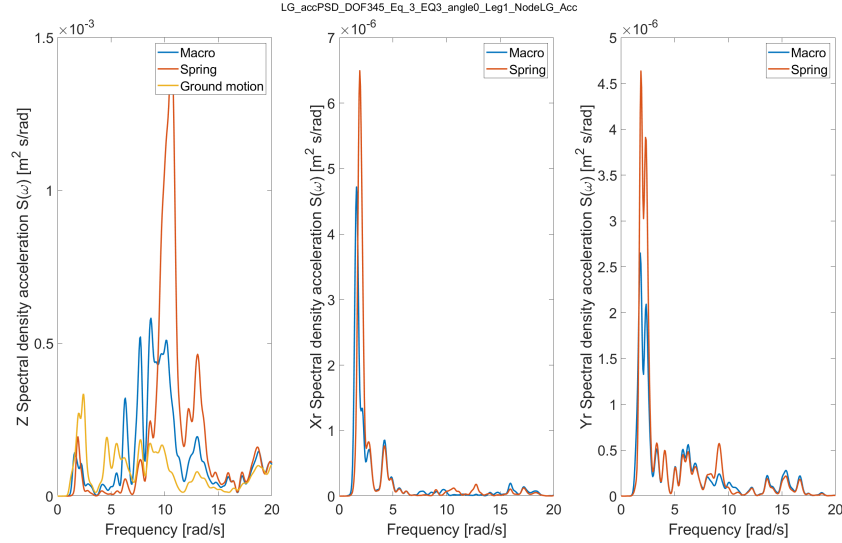 LG_accPSD_DOF345_Eq_3_EQ3_angle0_Leg1_NodeLG_Acc
×10⁻³
Z Spectral density acceleration S(ω) [m² s/rad]
1.5
1
0.5
0
0 5 10 15 20
Frequency [rad/s]
Macro
Spring
Ground motion
×10⁻⁶
Xr Spectral density acceleration S(ω) [m² s/rad]
7
6
5
4
3
2
1
0
0 5 10 15 20
Frequency [rad/s]
Macro
Spring
×10⁻⁶
Yr Spectral density acceleration S(ω) [m² s/rad]
5
4.5
4
3.5
3
2.5
2
1.5
1
0.5
0
0 5 10 15 20
Frequency [rad/s]
Macro
Spring